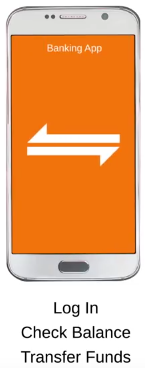 Banking App
Log In
Check Balance
Transfer Funds